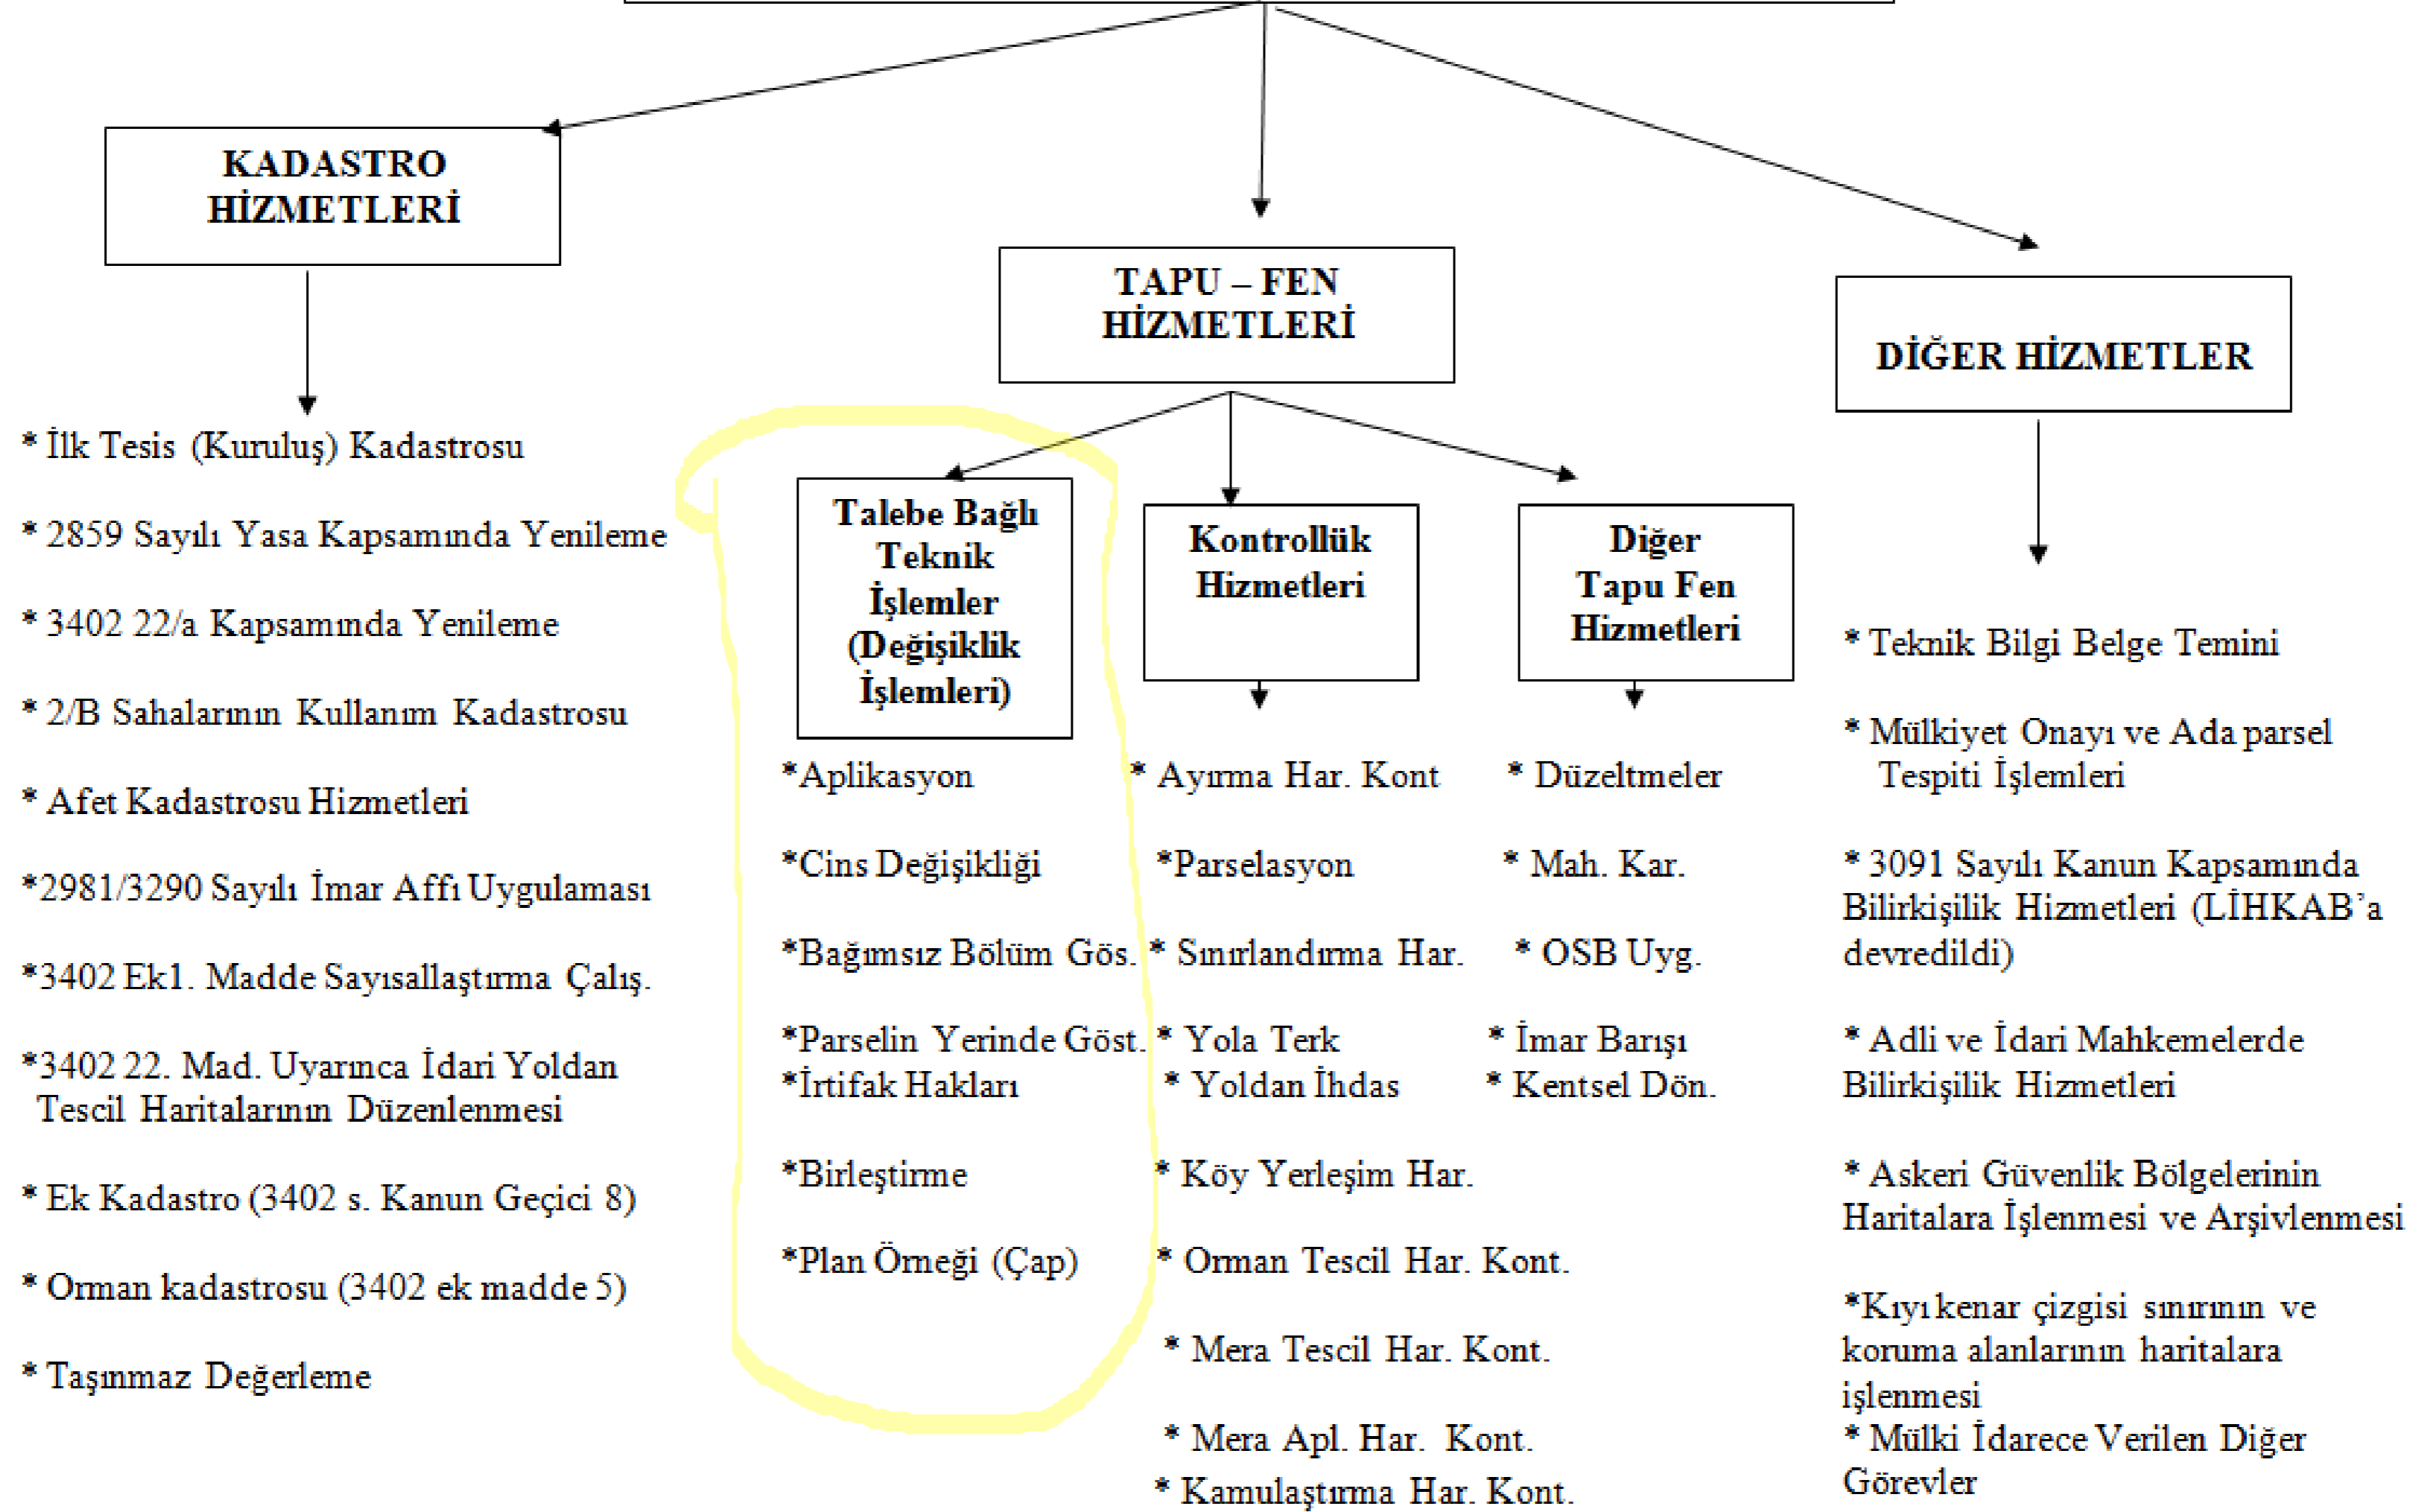 KADASTRO
HİZMETLERİ
* İlk Tesis (Kuruluş) Kadastrosu
* 2859 Sayılı Yasa Kapsamında Yenileme
* 3402 22/a Kapsamında Yenileme
* 2/B Sahalarının Kullanım Kadastrosu
* Afet Kadastrosu Hizmetleri
*2981/3290 Sayılı İmar Affı Uygulaması
*3402 Ek1. Madde Sayısallaştırma Çalış.
*3402 22. Mad. Uyarınca İdari Yoldan
Tescil Haritalarının Düzenlenmesi
* Ek Kadastro (3402 s. Kanun Geçici 8)
* Orman kadastrosu (3402 ek madde 5)
* Taşınmaz Değerleme
TAPU – FEN
HİZMETLERİ
Talebe Bağlı
Teknik
İşlemler
(Değişiklik
İşlemleri)
*Aplikasyon
*Cins Değişikliği
*Bağımsız Bölüm Gös.
*Parselin Yerinde Göst.
*İrtifak Hakları
*Birleştirme
*Plan Örneği (Çap)
Kontrollük
Hizmetleri
* Ayırma Har. Kont
*Parselasyon
* Sınırlandırma Har.
* Yola Terk
* Yoldan İhdas
* Köy Yerleşim Har.
* Orman Tescil Har. Kont.
* Mera Tescil Har. Kont.
* Mera Apl. Har. Kont.
* Kamulaştırma Har. Kont.
Diğer
Tapu Fen
Hizmetleri
* Düzeltmeler
* Mah. Kar.
* OSB Uyg.
* İmar Barışı
* Kentsel Dön.
DİĞER HİZMETLER
* Teknik Bilgi Belge Temini
* Mülkiyet Onayı ve Ada parsel
Tespiti İşlemleri
* 3091 Sayılı Kanun Kapsamında
Bilirkişilik Hizmetleri (LİHKAB’a
devredildi)
* Adli ve İdari Mahkemelerde
Bilirkişilik Hizmetleri
* Askeri Güvenlik Bölgelerinin
Haritalara İşlenmesi ve Arşivlenmesi
*Kıyı kenar çizgisi sınırının ve
koruma alanlarının haritalara
işlenmesi
* Mülki İdarece Verilen Diğer
Görevler